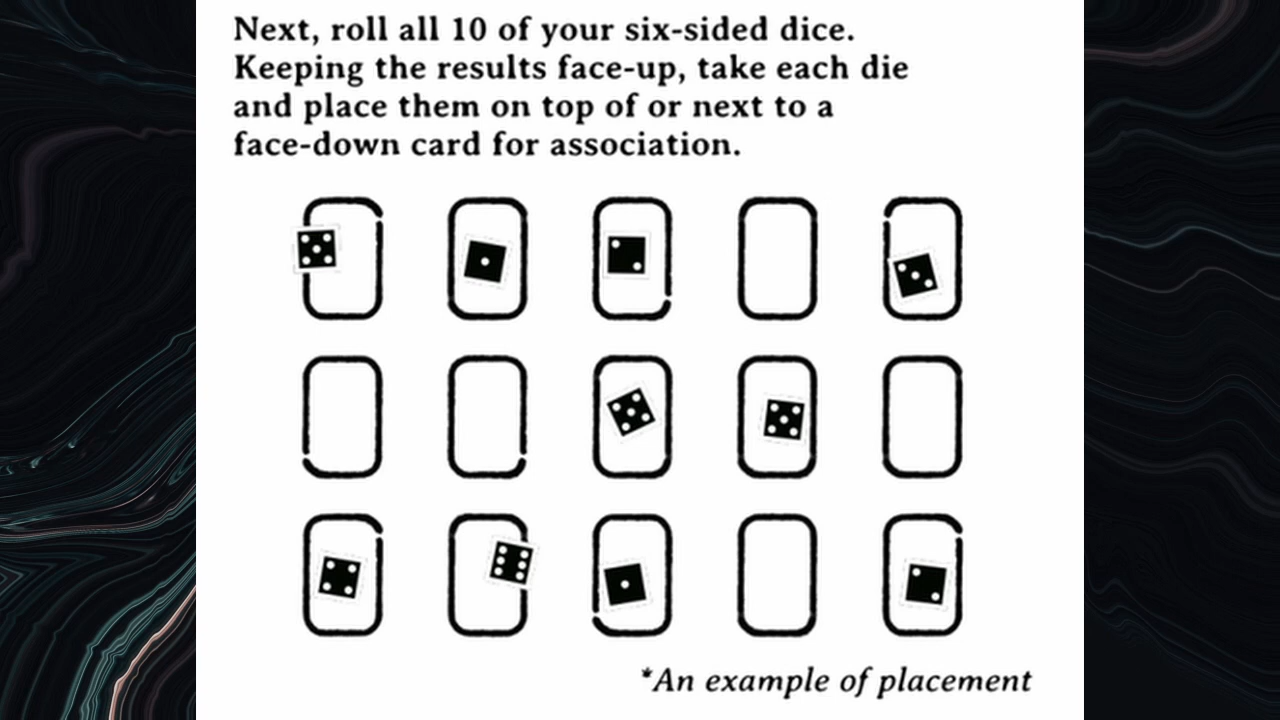 Next, roll all 10 of your six-sided dice.
Keeping the results face-up, take each die
and place them on top of or next to a
face-down card for association.
*An example of placement